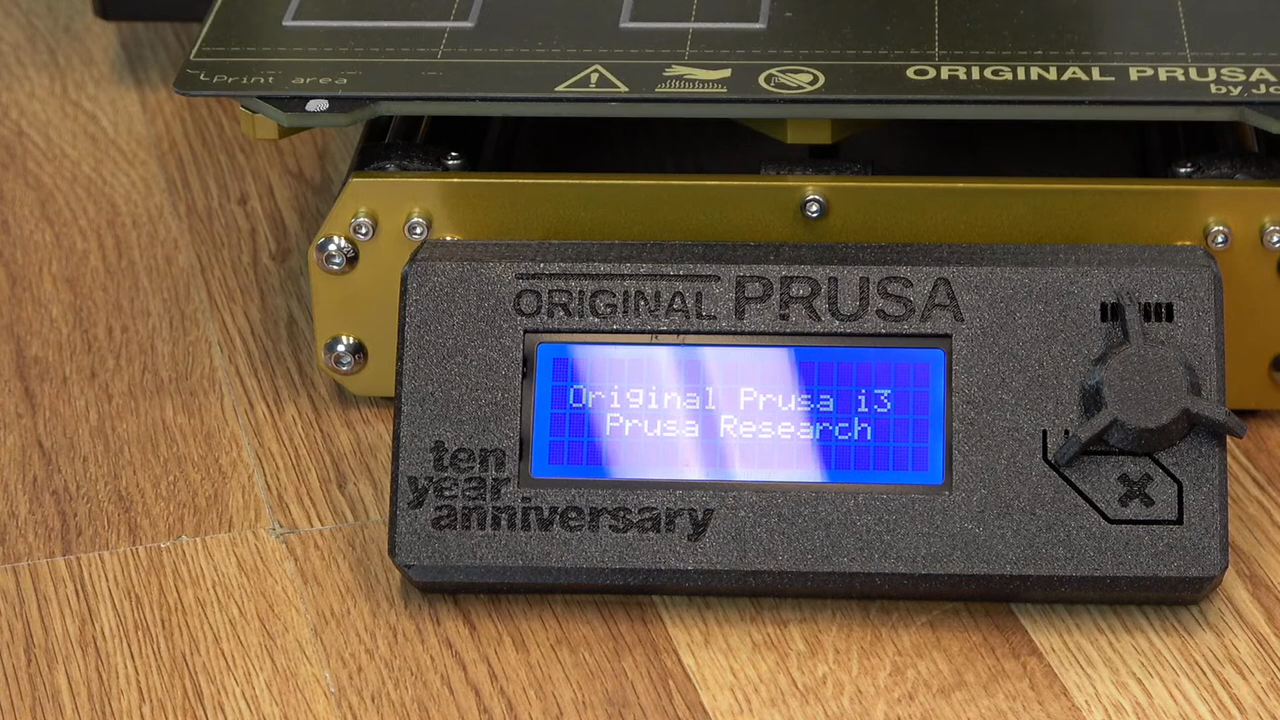 Print area
ORIGINAL PRUSA
by Jo
ORIGINAL PRUSA
Original Prusa i3
Prusa Research
ten
year
anniversary